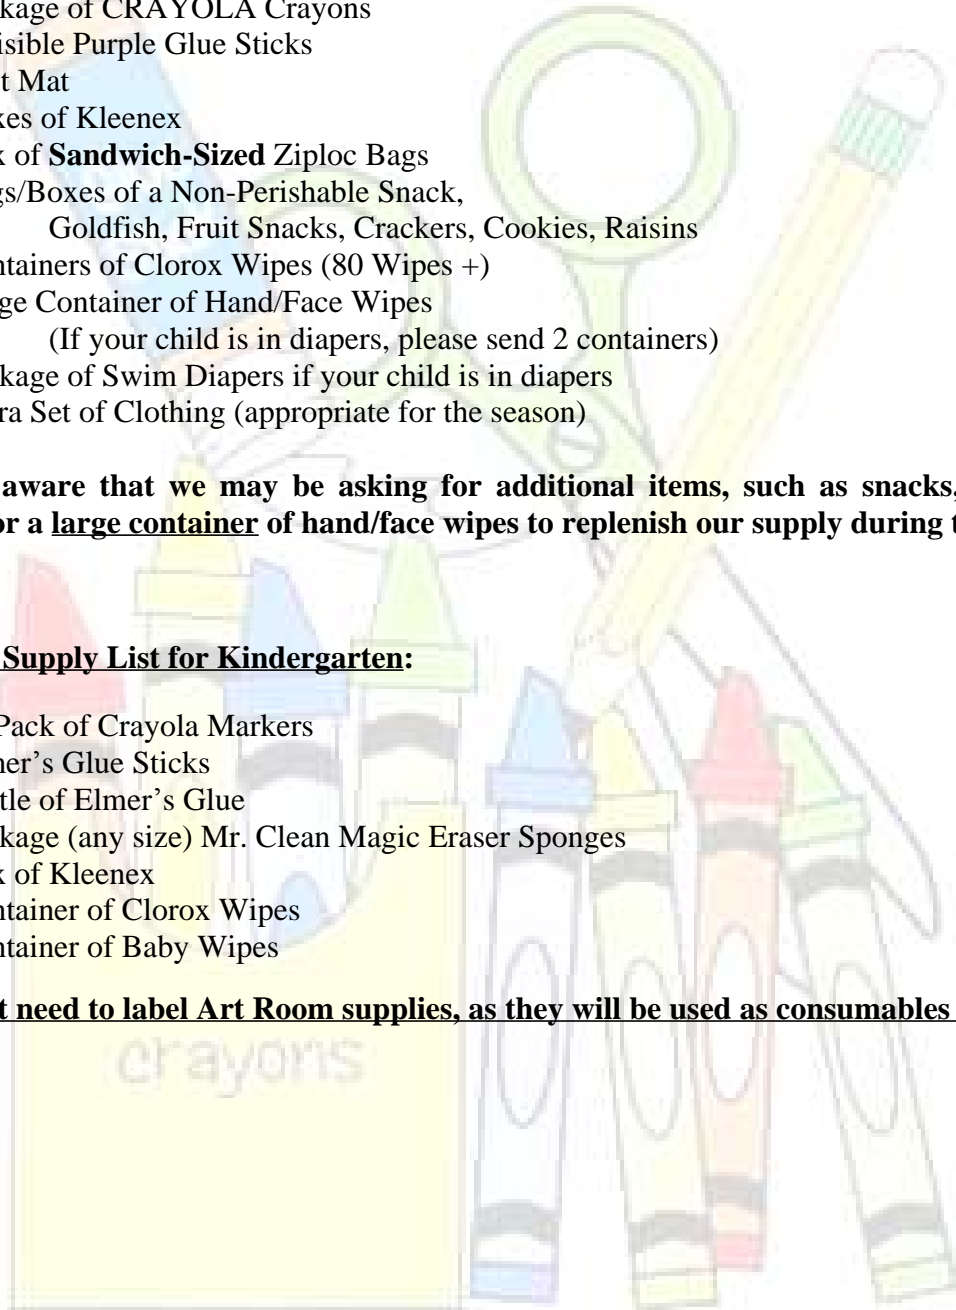 kage of CRAYOLA Crayons
isible Purple Glue Sticks
t Mat
xes of Kleenex
x of Sandwich-Sized Ziploc Bags
gs/Boxes of a Non-Perishable Snack,
Goldfish, Fruit Snacks, Crackers, Cookies, Raisins
ntainers of Clorox Wipes (80 Wipes +)
ge Container of Hand/Face Wipes
(If your child is in diapers, please send 2 containers)
kage of Swim Diapers if your child is in diapers
ra Set of Clothing (appropriate for the season)
aware that we may be asking for additional items, such as snacks,
or a large container of hand/face wipes to replenish our supply during t
Supply List for Kindergarten:
Pack of Crayola Markers
ner’s Glue Sticks
tle of Elmer’s Glue
kage (any size) Mr. Clean Magic Eraser Sponges
x of Kleenex
ntainer of Clorox Wipes
ntainer of Baby Wipes
t need to label Art Room supplies, as they will be used as consumables
crayons